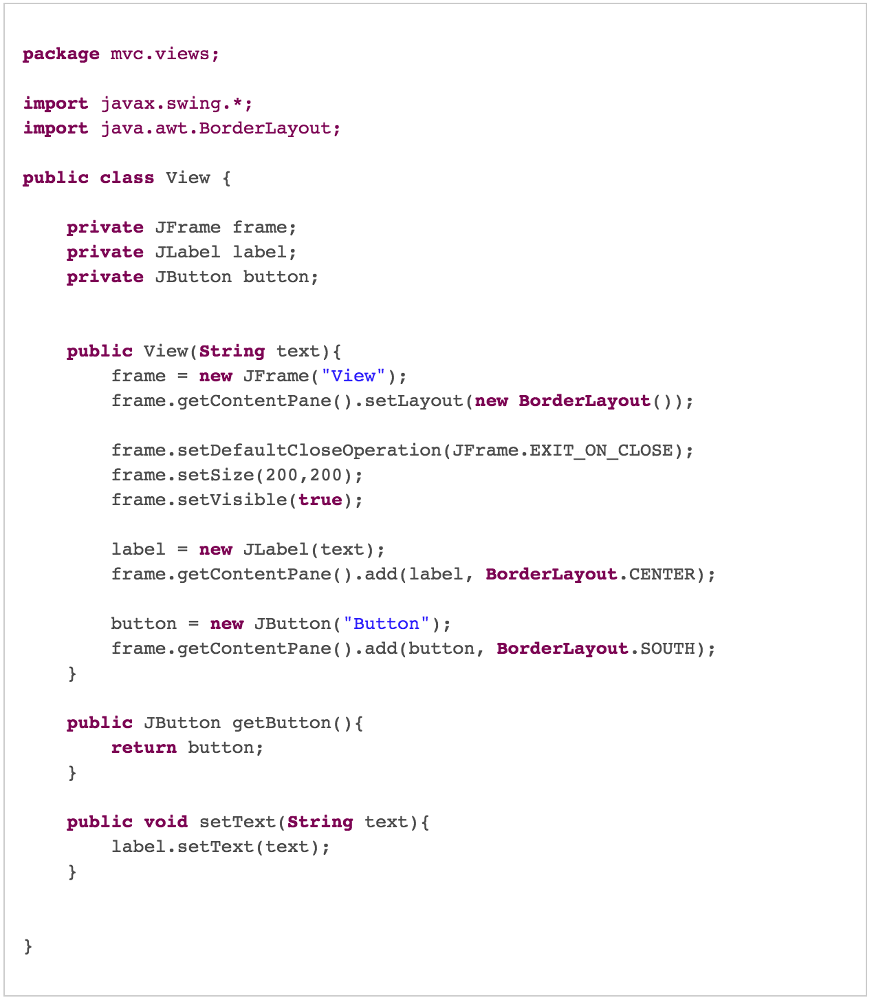 package mvc.views;
import javax.swing.*;
import java.awt.BorderLayout;
public class View {
    private JFrame frame;
    private JLabel label;
    private JButton button;
    public View(String text){
        frame = new JFrame("View");
        frame.getContentPane().setLayout(new BorderLayout());
        frame.setDefaultCloseOperation(JFrame.EXIT_ON_CLOSE);
        frame.setSize(200,200);
        frame.setVisible(true);
        label = new JLabel(text);
        frame.getContentPane().add(label, BorderLayout.CENTER);
        button = new JButton("Button");
        frame.getContentPane().add(button, BorderLayout.SOUTH);
    }
    public JButton getButton(){
        return button;
    }
    public void setText(String text){
        label.setText(text);
    }
}